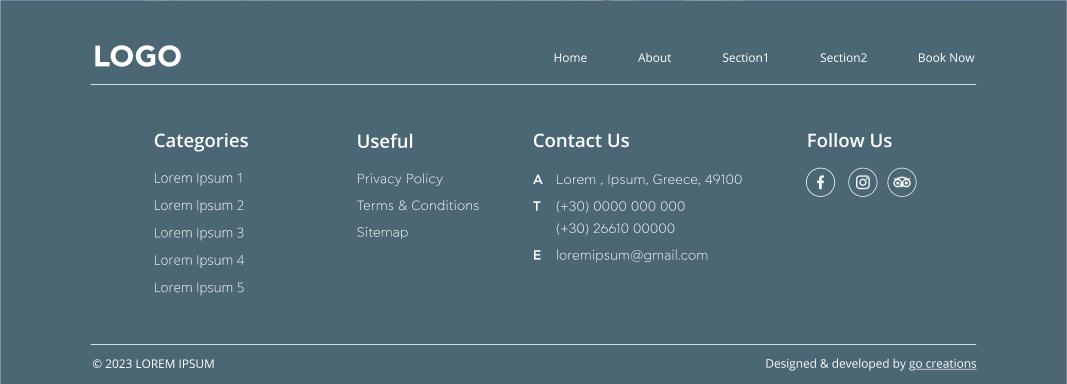 LOGO
Home About Section1 Section2 Book Now
Categories
Lorem Ipsum 1
Lorem Ipsum 2
Lorem Ipsum 3
Lorem Ipsum 4
Lorem Ipsum 5
Useful
Privacy Policy
Terms & Conditions
Sitemap
Contact Us
A Lorem , Ipsum, Greece, 49100
T (+30) 0000 000 000
(+30) 26610 00000
E loremipsum@gmail.com
Follow Us
© 2023 LOREM IPSUM
Designed & developed by go creations